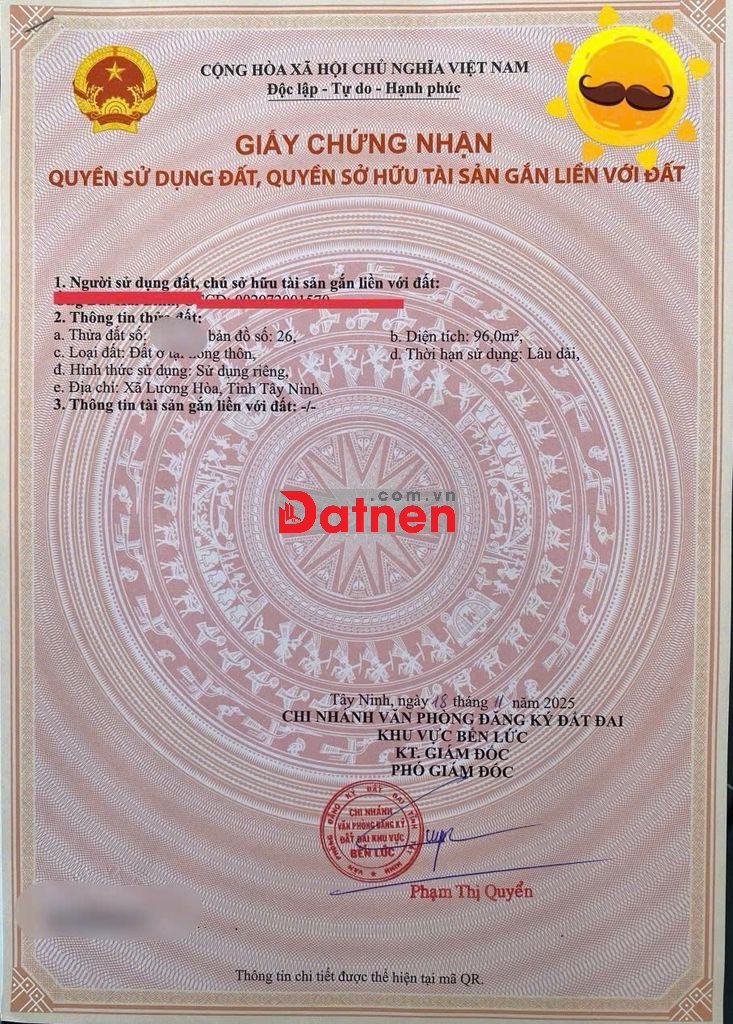 CỘNG HÒA XÃ HỘI CHỦ NGHĨA VIỆT NAM
Độc lập - Tự do - Hạnh phúc
GIẤY CHỨNG NHẬN
QUYỀN SỬ DỤNG ĐẤT, QUYỀN SỞ HỮU TÀI SẢN GẮN LIỀN VỚI ĐẤT
1. Người sử dụng đất, chủ sở hữu tài sản gắn liền với đất:
2. Thông tin thửa đất:
a. Thửa đất số: bản đồ số: 26, b. Diện tích: 96,0m²,
c. Loại đất: Đất ở tại nông thôn, d. Thời hạn sử dụng: Lâu dài,
đ. Hình thức sử dụng: Sử dụng riêng,
e. Địa chỉ: Xã Lương Hòa, Tỉnh Tây Ninh.
3. Thông tin tài sản gắn liền với đất: -/-
.com.vn
Datnen
Tây Ninh, ngày 18 tháng 11 năm 2025
CHI NHÁNH VĂN PHÒNG ĐĂNG KÝ ĐẤT ĐAI
KHU VỰC BẾN LỨC
KT. GIÁM ĐỐC
PHÓ GIÁM ĐỐC
CHI NHÁNH
VĂN PHÒNG ĐĂNG KÝ
ĐẤT ĐAI KHU VỰC
BẾN LỨC
Phạm Thị Quyển
Thông tin chi tiết được thể hiện tại mã QR.